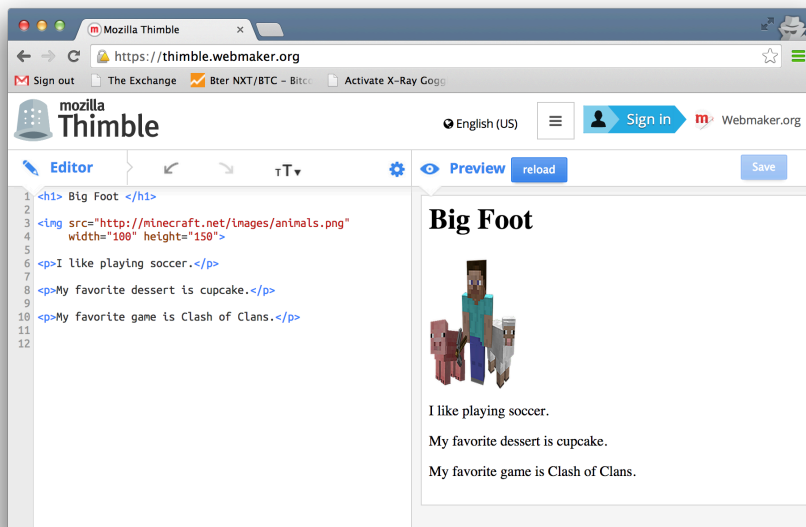 Mozilla Thimble
https://thimble.webmaker.org
Sign out The Exchange Bter NXT/BTC – Bitc Activate X-Ray Gogg
mozilla
Thimble
English (US)
Sign in
m Webmaker.org
Editor
TT
Preview
reload
Save
1 <h1> Big Foot </h1>
2
3 <img src="http://minecraft.net/images/animals.png"
4 width="100" height="150">
5
6 <p>I like playing soccer.</p>
7
8 <p>My favorite dessert is cupcake.</p>
9
10 <p>My favorite game is Clash of Clans.</p>
11
12
Big Foot
I like playing soccer.
My favorite dessert is cupcake.
My favorite game is Clash of Clans.